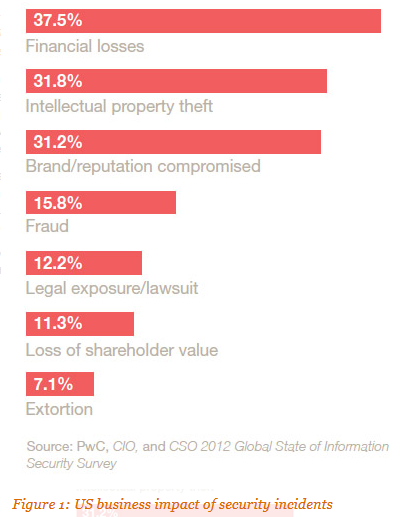 37.5%
Financial losses
31.8%
Intellectual property theft
31.2%
Brand/reputation compromised
15.8%
Fraud
12.2%
Legal exposure/lawsuit
11.3%
Loss of shareholder value
7.1%
Extortion
Source: PwC, CIO, and CSO 2012 Global State of Information
Security Survey
Figure 1: US business impact of security incidents